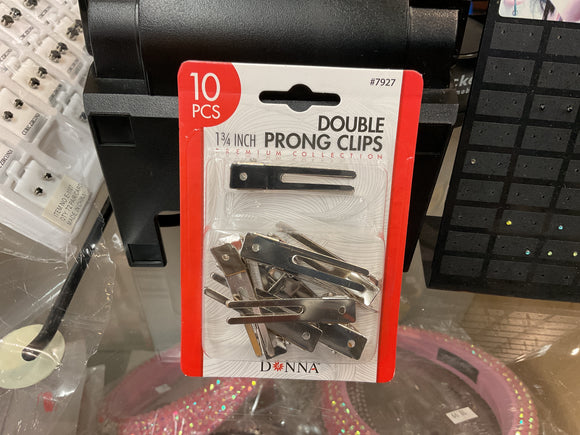 10
PCS
#7927
DOUBLE
1¾ INCH PRONG CLIPS
PREMIUM COLLECTION
DONNA